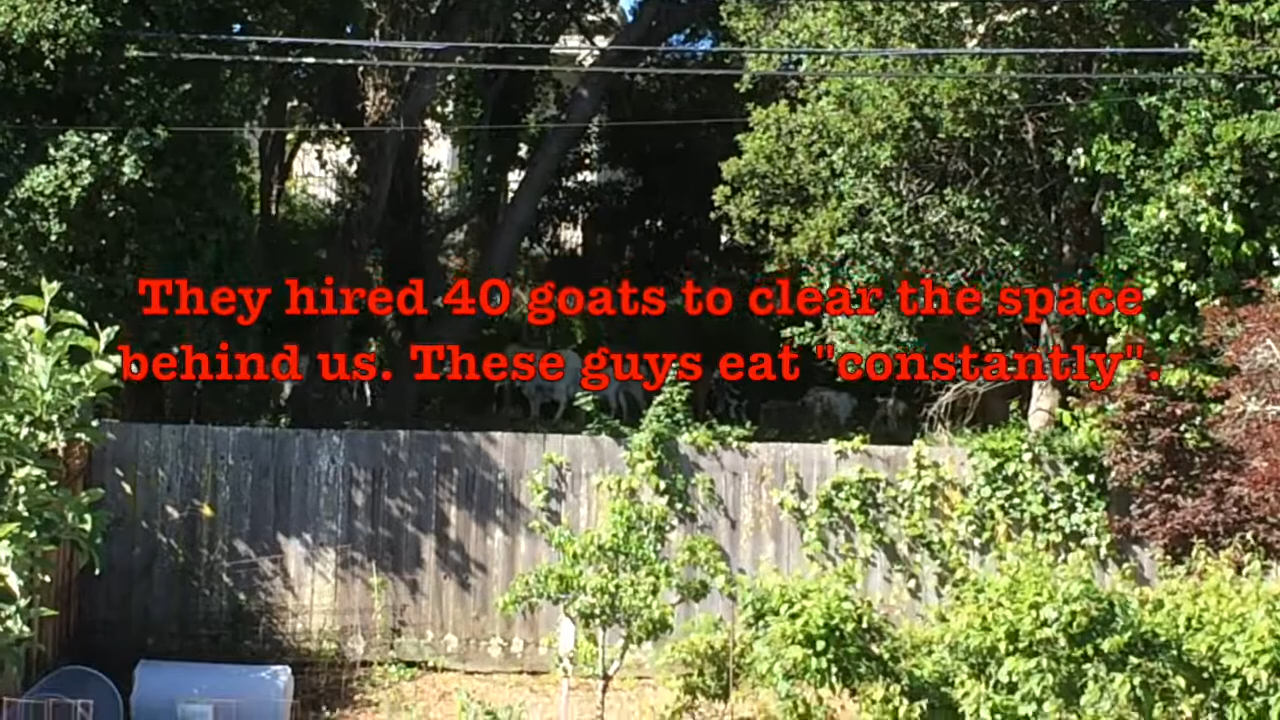 They hired 40 goats to clear the space
behind us. These guys eat "constantly".